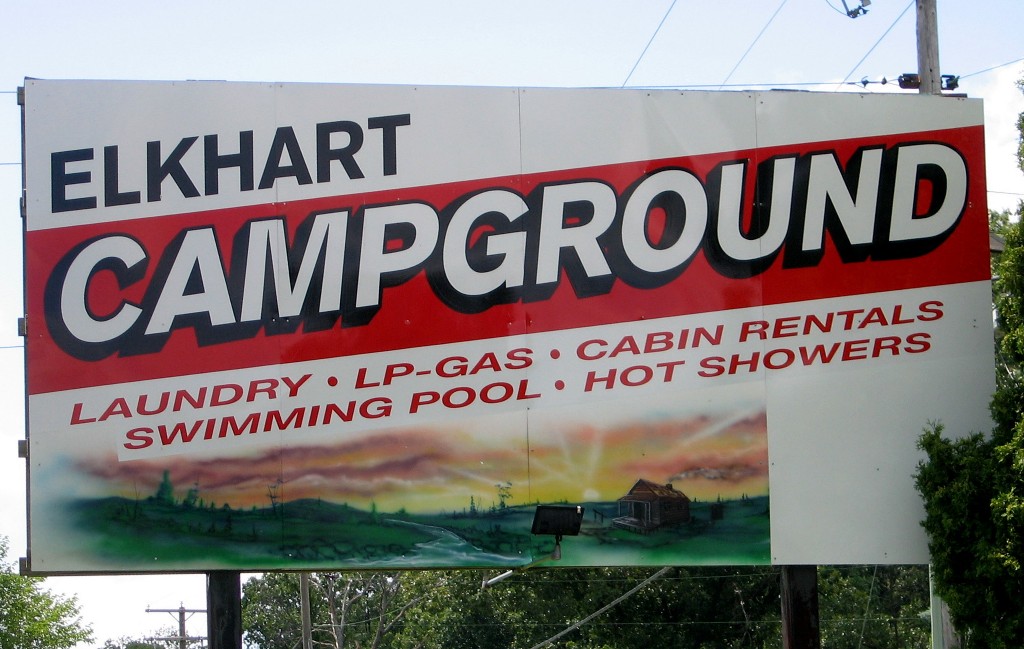 ELKHART
CAMPGROUND
LAUNDRY • LP-GAS • CABIN RENTALS
SWIMMING POOL • HOT SHOWERS